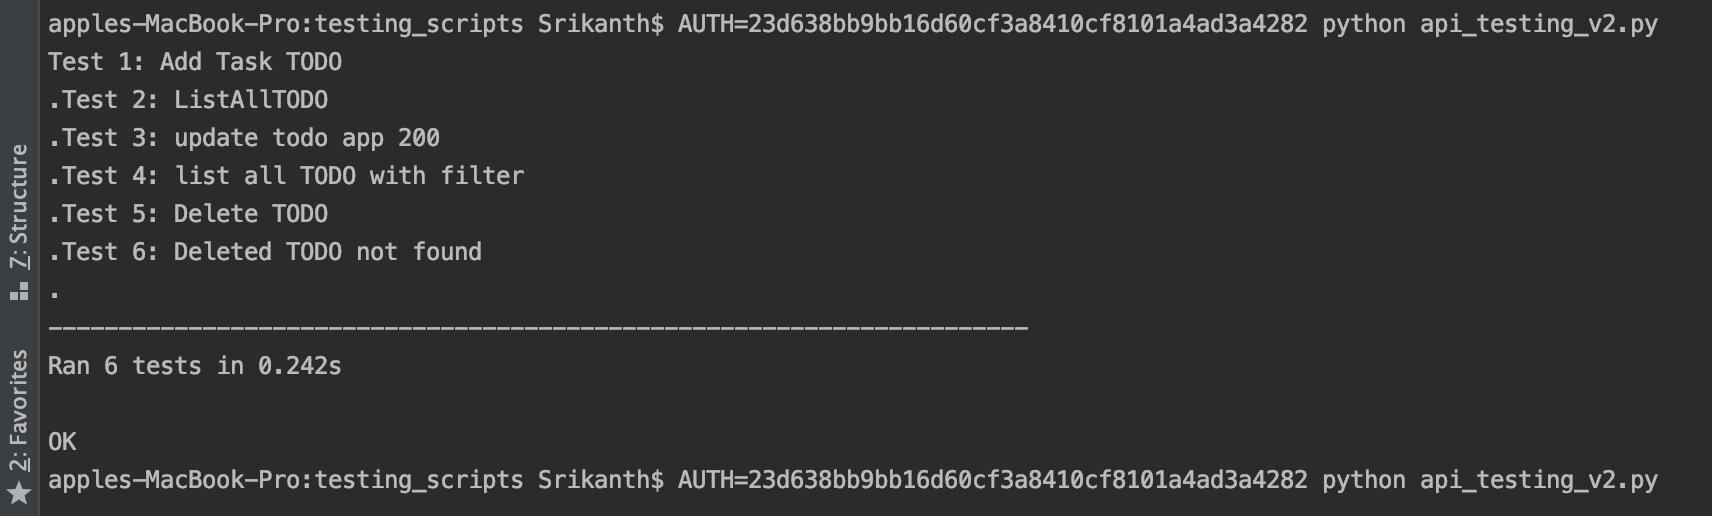 apples-MacBook-Pro:testing_scripts Srikanth$ AUTH=23d638bb9bb16d60cf3a8410cf8101a4ad3a4282 python api_testing_v2.py
Test 1: Add Task TODO
.Test 2: ListAllTODO
.Test 3: update todo app 200
.Test 4: list all TODO with filter
.Test 5: Delete TODO
.Test 6: Deleted TODO not found
.
----------------------------------------------------------------------
Ran 6 tests in 0.242s
OK
apples-MacBook-Pro:testing_scripts Srikanth$ AUTH=23d638bb9bb16d60cf3a8410cf8101a4ad3a4282 python api_testing_v2.py
7: Structure
2: Favorites